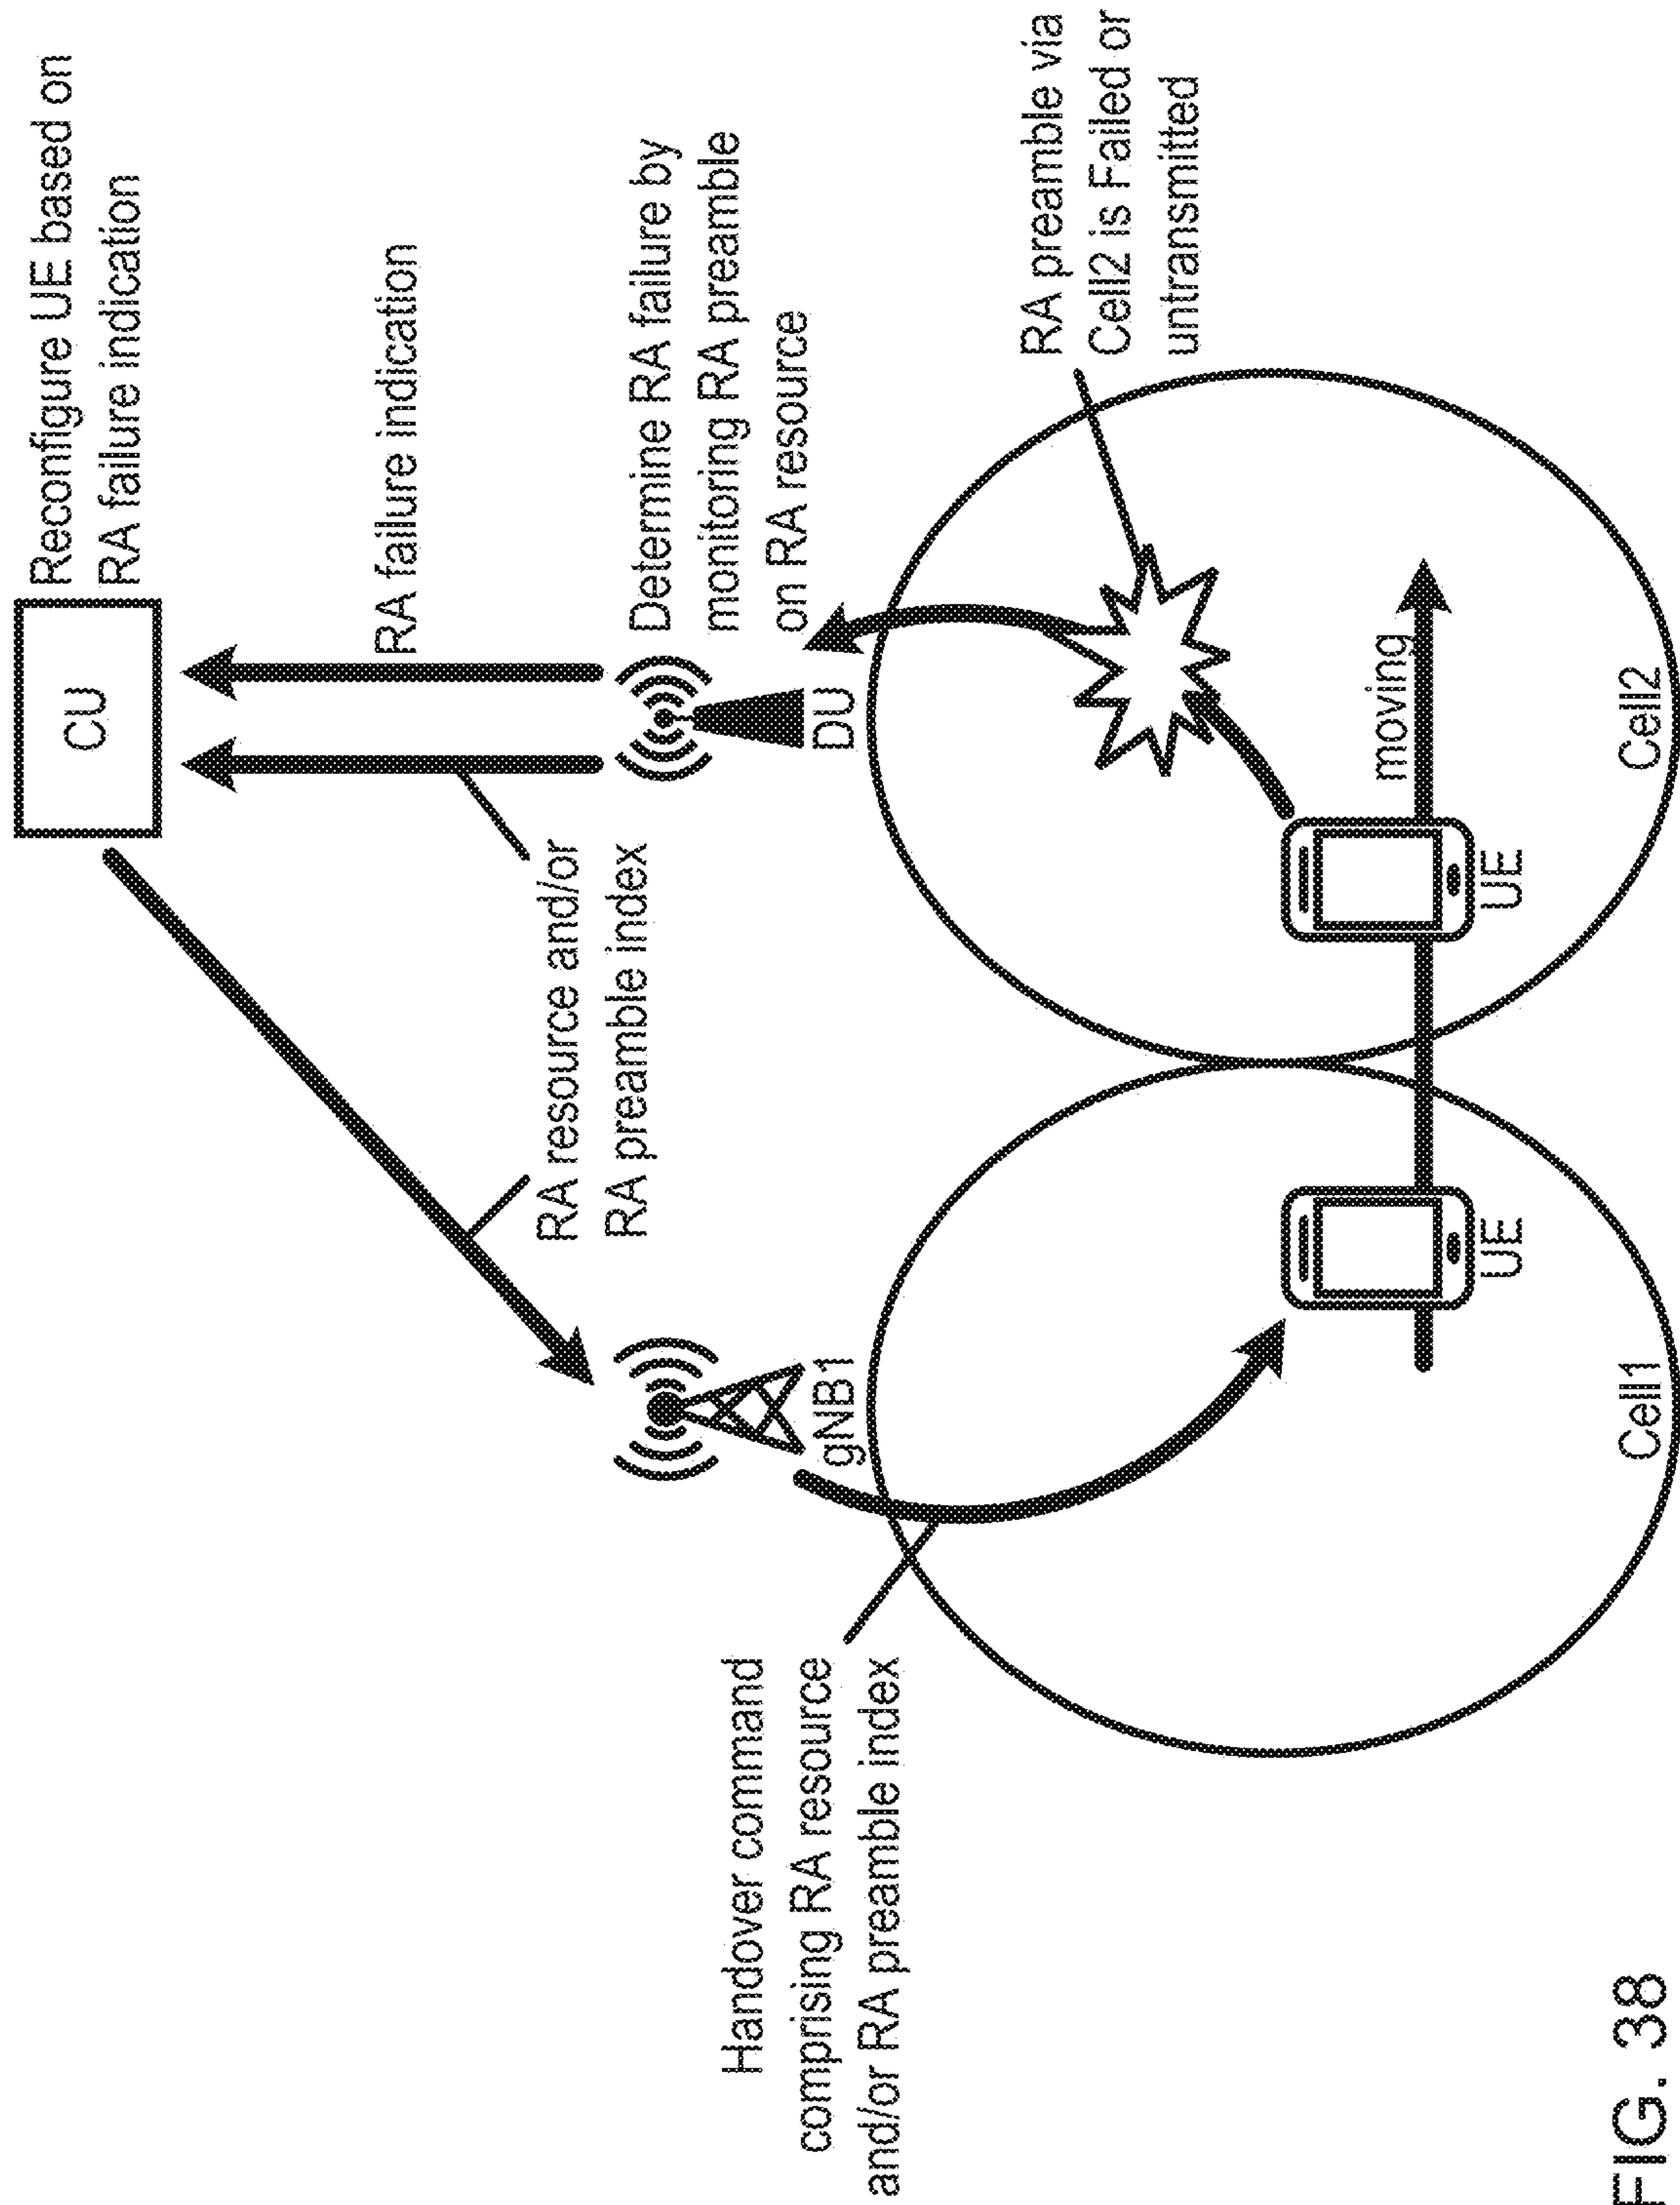 CU
Reconfigure UE based on
RA failure indication
RA failure indication
RA resource and/or
RA preamble index
Determine RA failure by
monitoring RA preamble
on RA resource
gNB1
DU
Handover command
comprising RA resource
and/or RA preamble index
RA preamble via
Cell2 is Failed or
untransmitted
moving
UE
UE
Cell1
Cell2
FIG. 38